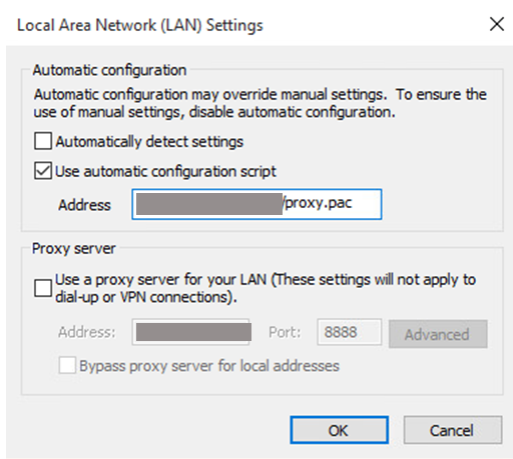 Local Area Network (LAN) Settings
Automatic configuration
Automatic configuration may override manual settings. To ensure the
use of manual settings, disable automatic configuration.
Automatically detect settings
Use automatic configuration script
Address /proxy.pac
Proxy server
Use a proxy server for your LAN (These settings will not apply to
dial-up or VPN connections).
Address: Port: 8888 Advanced
Bypass proxy server for local addresses
OK Cancel